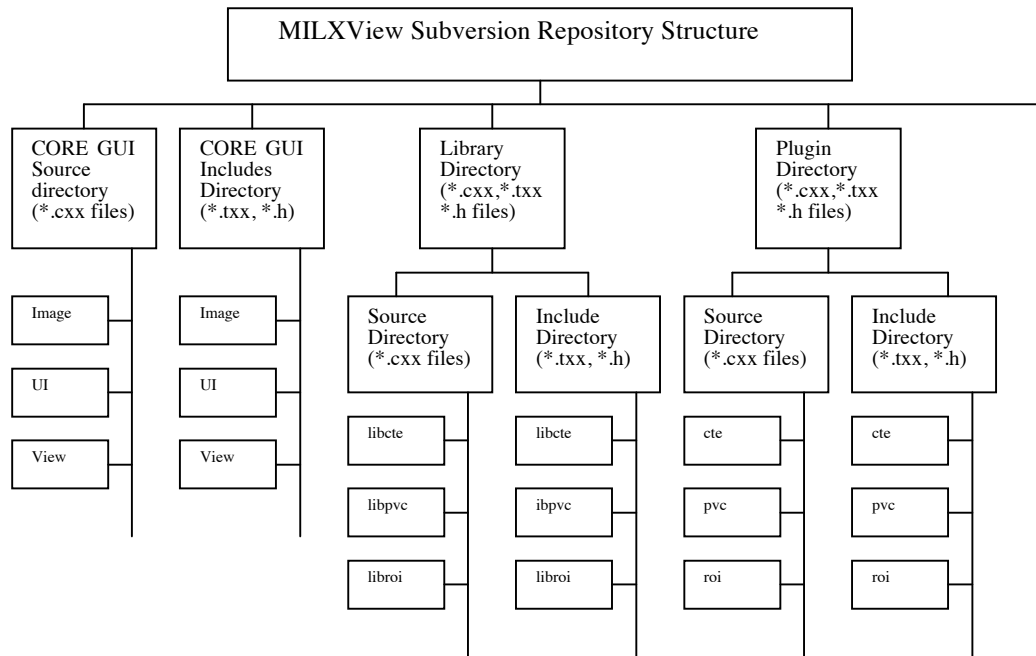 MILXView Subversion Repository Structure
CORE GUI
Source
directory
(*.cxx files)
CORE GUI
Includes
Directory
(*.txx, *.h)
Library
Directory
(*.cxx,*.txx
*.h files)
Plugin
Directory
(*.cxx,*.txx
*.h files)
Image
UI
View
Image
UI
View
Source
Directory
(*.cxx files)
Include
Directory
(*.txx, *.h)
Source
Directory
(*.cxx files)
Include
Directory
(*.txx, *.h)
libcte
libpvc
libroi
libcte
ibpvc
libroi
cte
pvc
roi
cte
pvc
roi